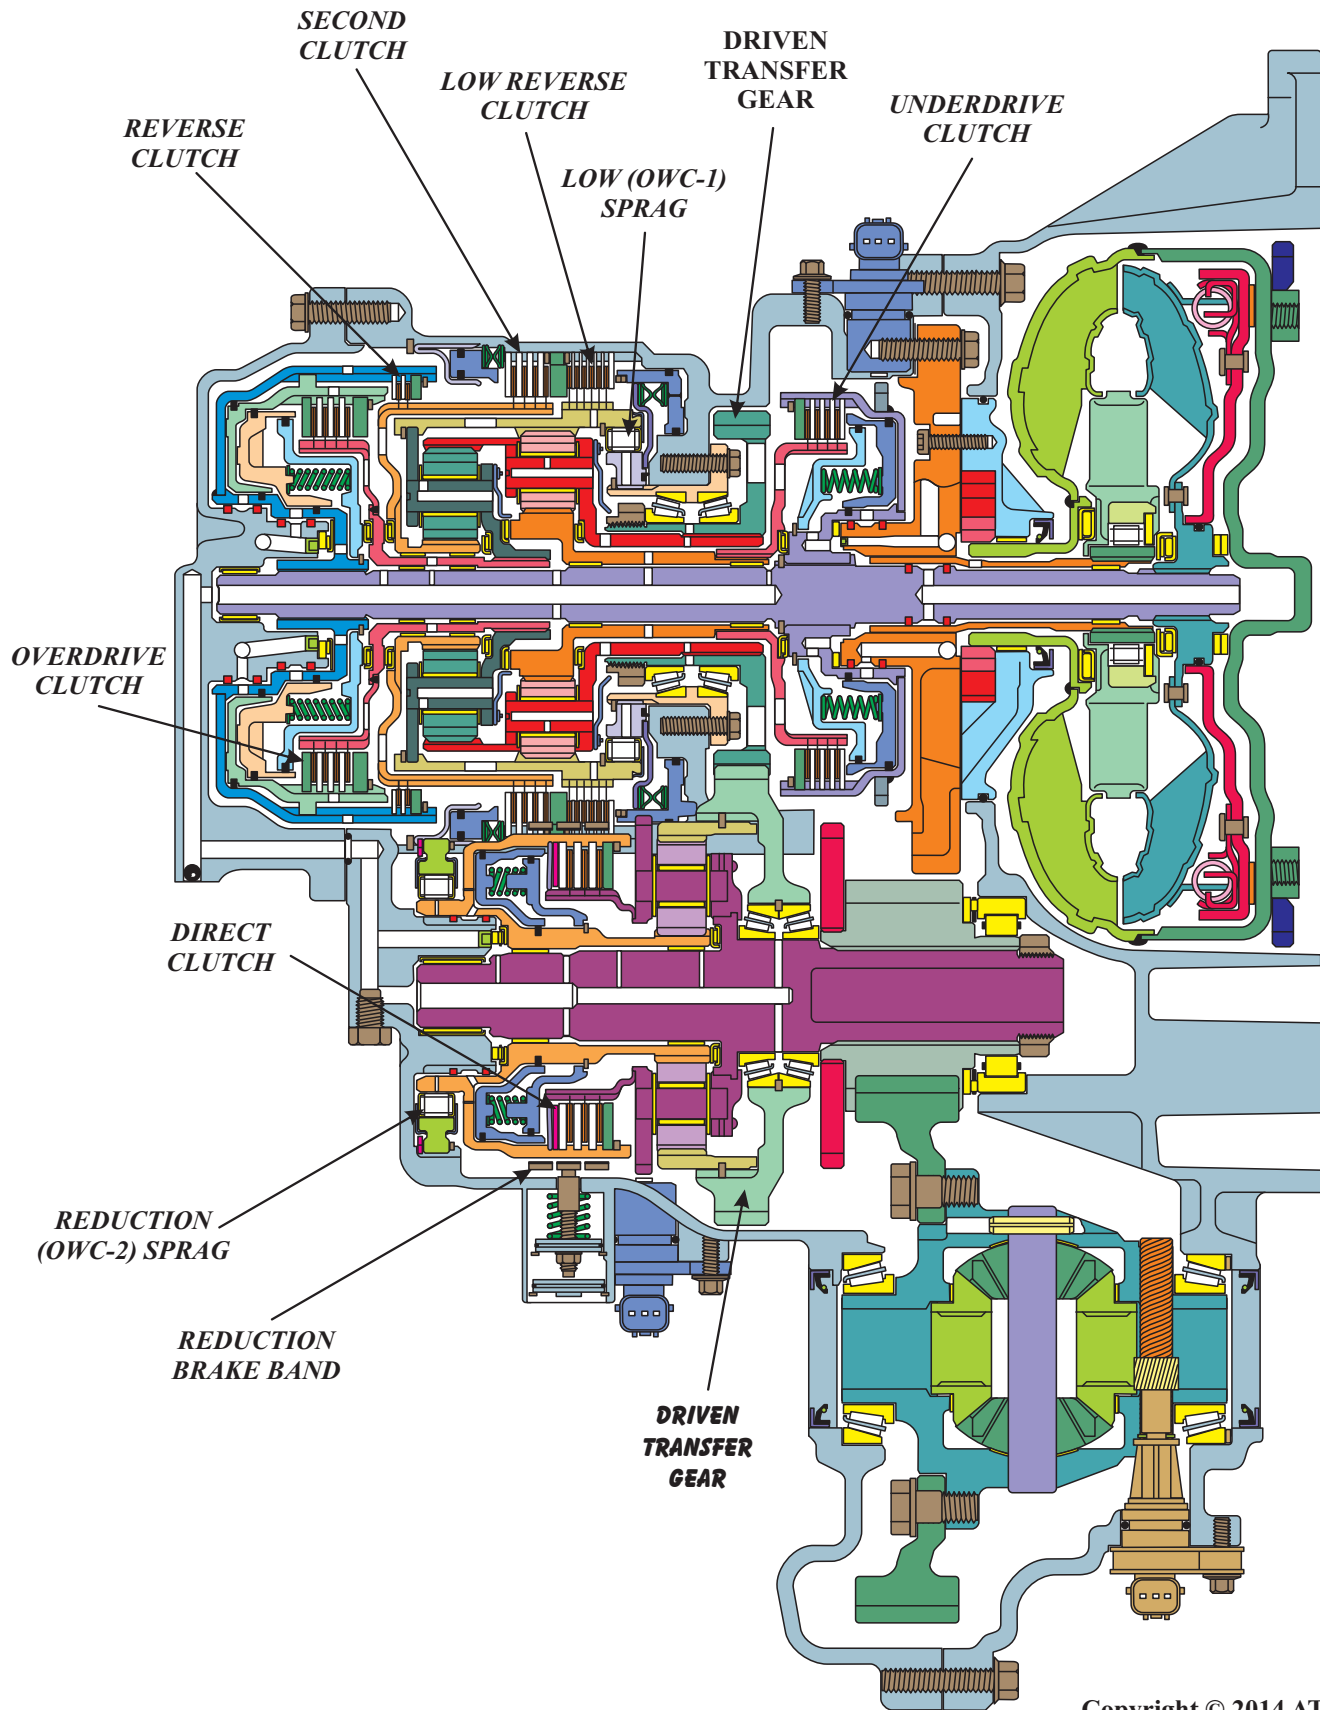 SECOND
CLUTCH
LOW REVERSE
CLUTCH
DRIVEN
TRANSFER
GEAR
UNDERDRIVE
CLUTCH
REVERSE
CLUTCH
LOW (OWC-1)
SPRAG
OVERDRIVE
CLUTCH
DIRECT
CLUTCH
REDUCTION
(OWC-2) SPRAG
REDUCTION
BRAKE BAND
DRIVEN
TRANSFER
GEAR
Copyright © 2014 AT